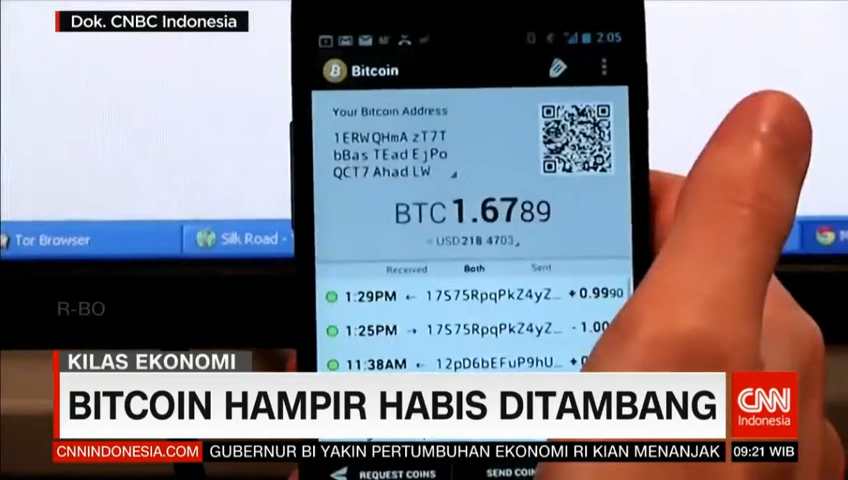 Dok. CNBC Indonesia
2:05
Bitcoin
Your Bitcoin Address
1ERWQHmA zT7T
bBas TEad EjPo
QCT7 Ahad LW
BTC 1.6789
≈ USD 218.4703
Received Both Sent
1:29PM ← 17S75RpqPkZ4yZ... +0.9990
1:25PM → 17S75RpqPkZ4yZ... -1.00
11:38AM ← 12pD6bEFuP9hU... +0
Tor Browser
Silk Road -
R-BO
KILAS EKONOMI
BITCOIN HAMPIR HABIS DITAMBANG
CNN Indonesia
CNNINDONESIA.COM GUBERNUR BI YAKIN PERTUMBUHAN EKONOMI RI KIAN MENANJAK 09:21 WIB
REQUEST COINS SEND COIN